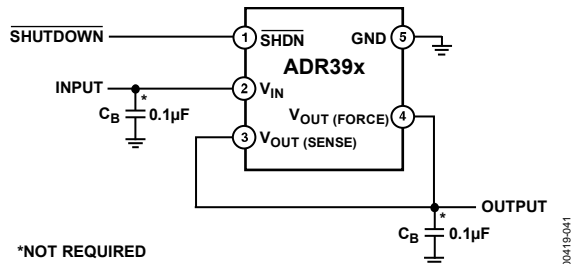 SHUTDOWN
1
SHDN
GND
5
ADR39x
INPUT
2
VIN
*
CB
0.1µF
VOUT (FORCE)
4
3
VOUT (SENSE)
OUTPUT
*
CB
0.1µF
*NOT REQUIRED
00419-041